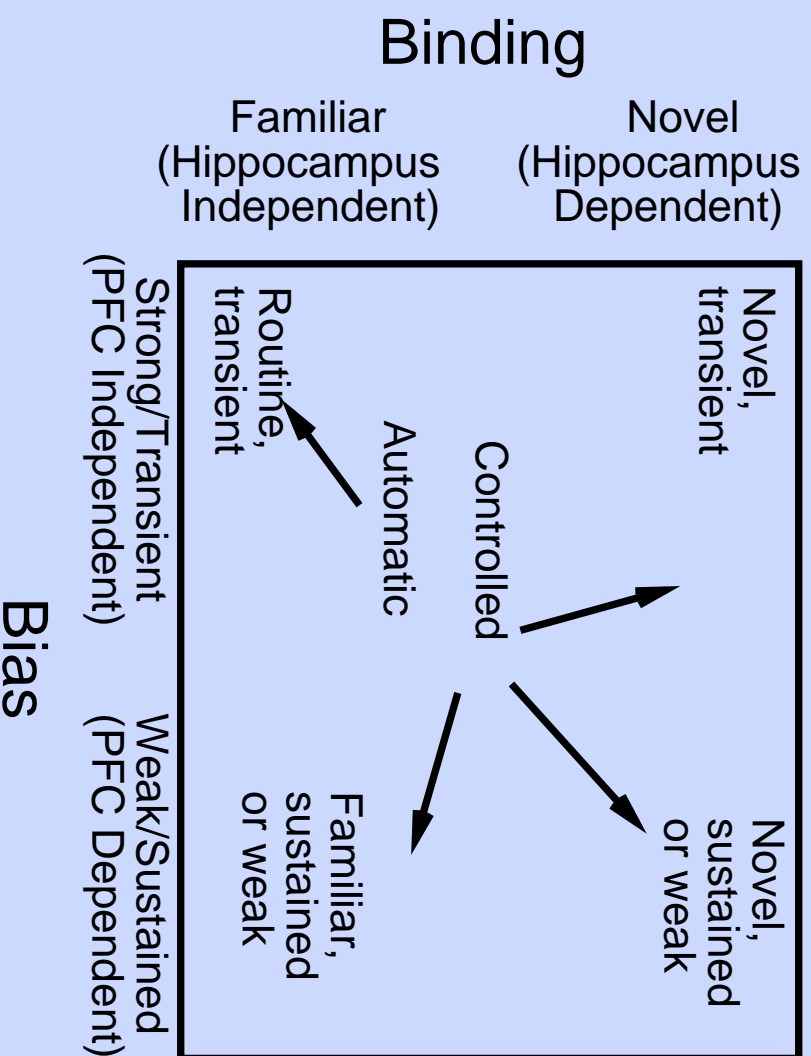 Binding
Familiar
(Hippocampus
Independent)
Novel
(Hippocampus
Dependent)
Novel,
transient
Routine,
transient
Controlled
Automatic
Novel,
sustained
or weak
Familiar,
sustained
or weak
Strong/Transient
(PFC Independent)
Weak/Sustained
(PFC Dependent)
Bias